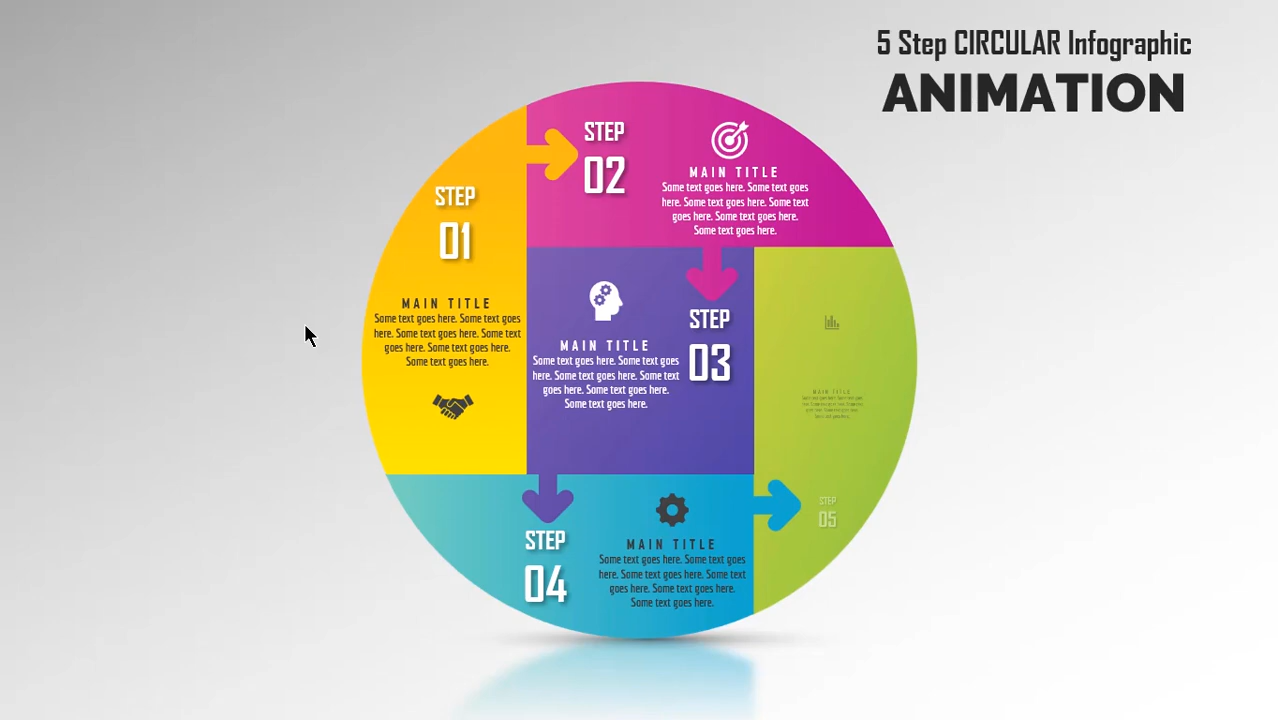 5 Step CIRCULAR Infographic
ANIMATION
STEP
01
MAIN TITLE
Some text goes here. Some text goes
here. Some text goes here. Some text
goes here. Some text goes here.
Some text goes here.
STEP
02
MAIN TITLE
Some text goes here. Some text goes
here. Some text goes here. Some text
goes here. Some text goes here.
Some text goes here.
STEP
03
MAIN TITLE
Some text goes here. Some text goes
here. Some text goes here. Some text
goes here. Some text goes here.
Some text goes here.
STEP
04
MAIN TITLE
Some text goes here. Some text goes
here. Some text goes here. Some text
goes here. Some text goes here.
Some text goes here.
MAIN TITLE
STEP
05